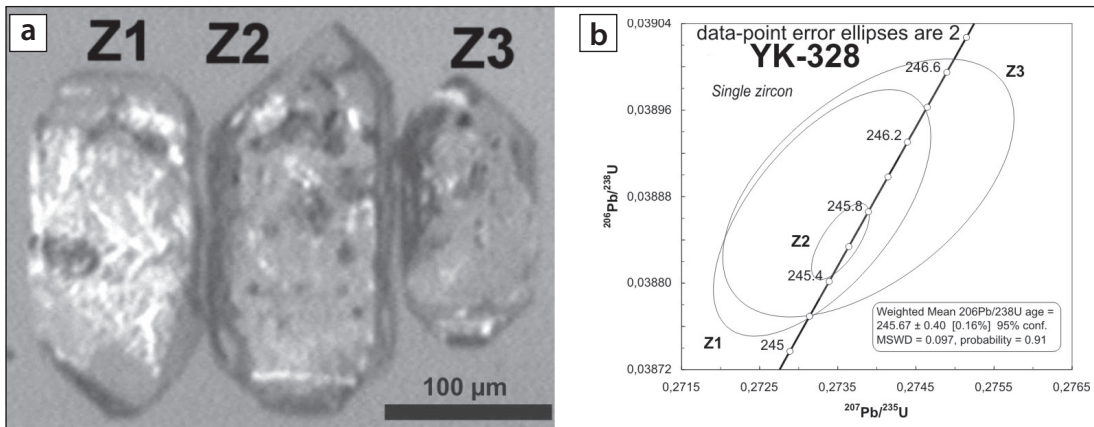 a
Z1
Z2
Z3
100 µm
b
0,03904
0,03896
0,03888
0,03880
0,03872
206Pb/238U
data-point error ellipses are 2
YK-328
Single zircon
246.6
246.2
245.8
245.4
245
Z3
Z2
Z1
Weighted Mean 206Pb/238U age =
245.67 ± 0.40 [0.16%] 95% conf.
MSWD = 0.097, probability = 0.91
0,2715
0,2725
0,2735
0,2745
0,2755
0,2765
207Pb/235U